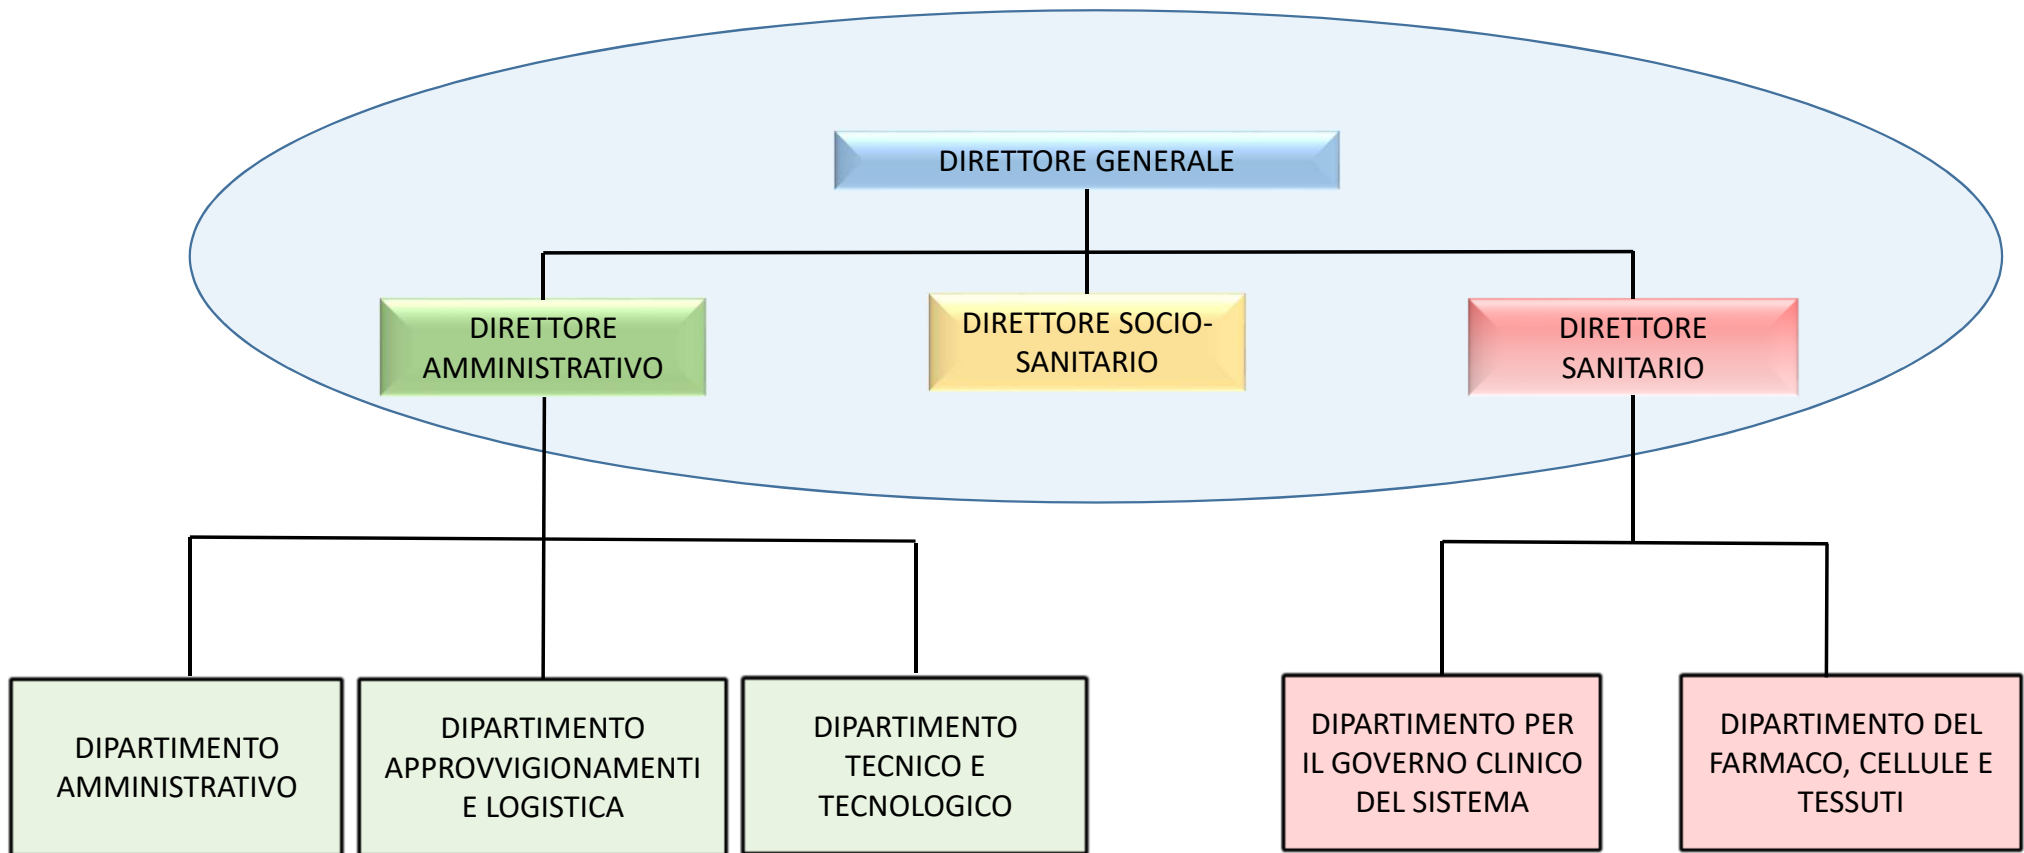 DIRETTORE GENERALE
DIRETTORE
AMMINISTRATIVO
DIRETTORE SOCIO-
SANITARIO
DIRETTORE
SANITARIO
DIPARTIMENTO
AMMINISTRATIVO
DIPARTIMENTO
APPROVVIGIONAMENTI
E LOGISTICA
DIPARTIMENTO
TECNICO E
TECNOLOGICO
DIPARTIMENTO PER
IL GOVERNO CLINICO
DEL SISTEMA
DIPARTIMENTO DEL
FARMACO, CELLULE E
TESSUTI